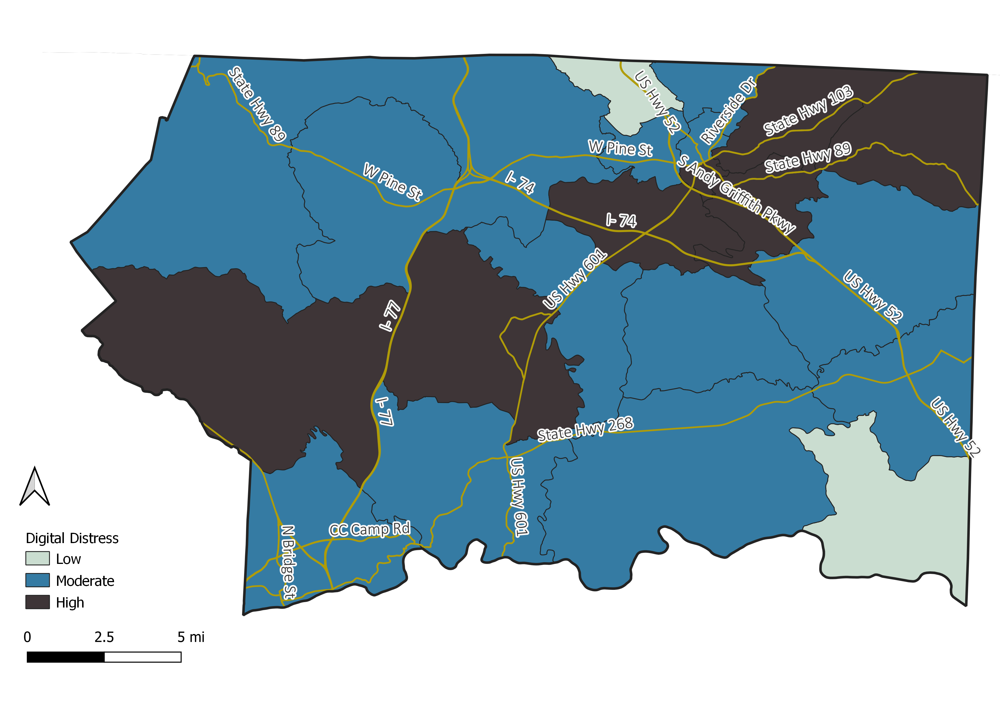 State Hwy 89
US Hwy 52
Riverside Dr
State Hwy 103
W Pine St
State Hwy 89
W Pine St
I- 74
S Andy Griffith Pkwy
I- 74
US Hwy 601
US Hwy 52
I- 77
I- 77
State Hwy 268
US Hwy 52
US Hwy 601
CC Camp Rd
N Bridge St
Digital Distress
Low
Moderate
High
0 2.5 5 mi